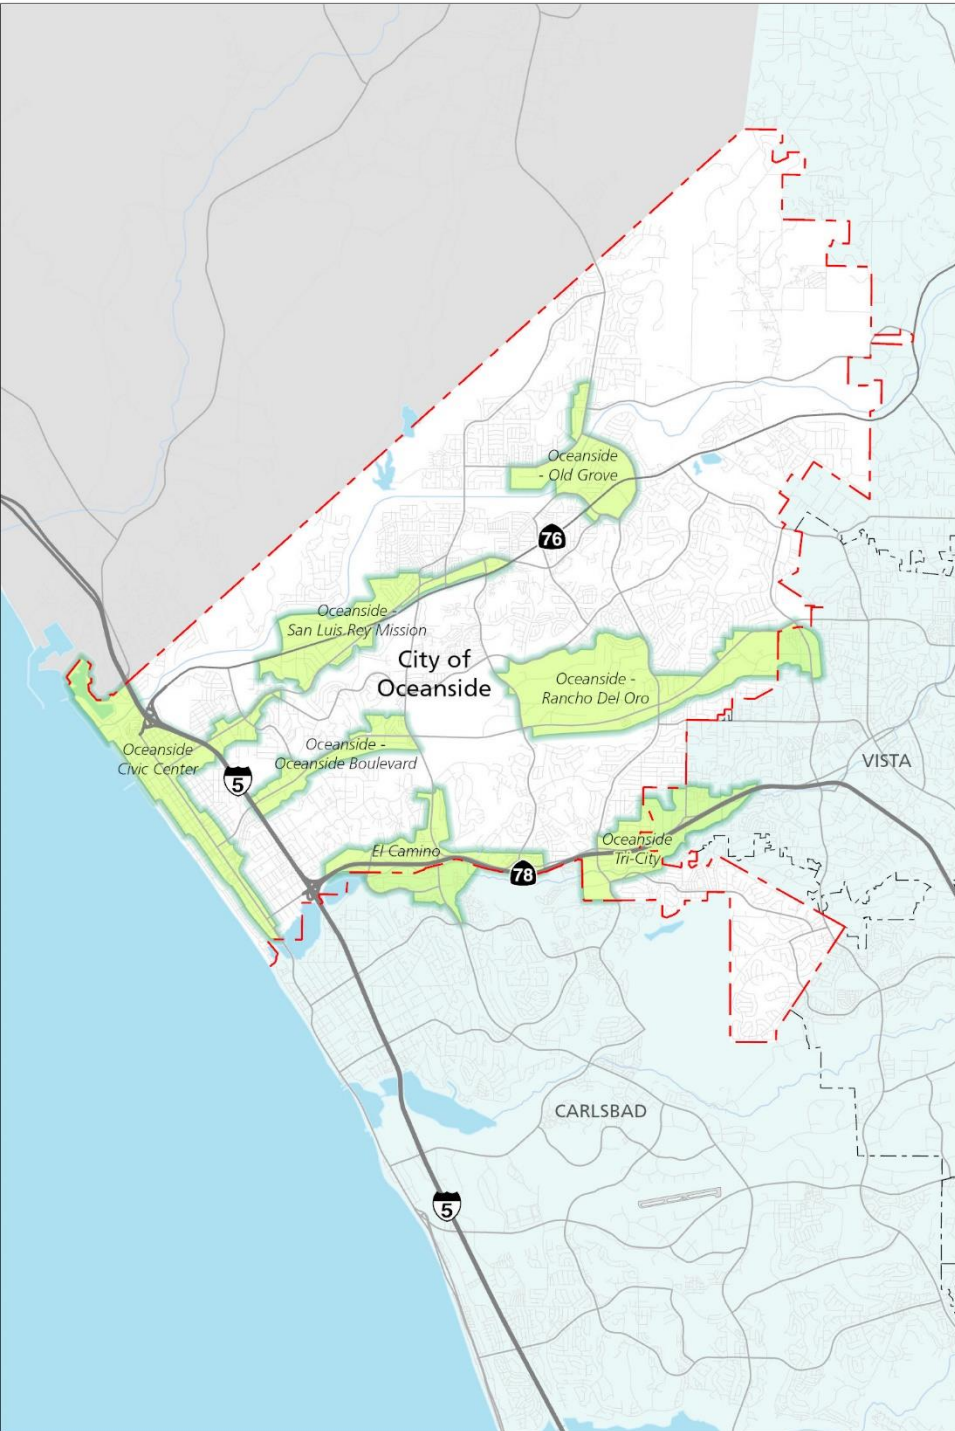 Oceanside
- Old Grove
76
Oceanside -
San Luis Rey Mission
City of
Oceanside
Oceanside -
Rancho Del Oro
Oceanside
Civic Center
Oceanside -
Oceanside Boulevard
5
VISTA
El Camino
Oceanside
Tri-City
78
CARLSBAD
5